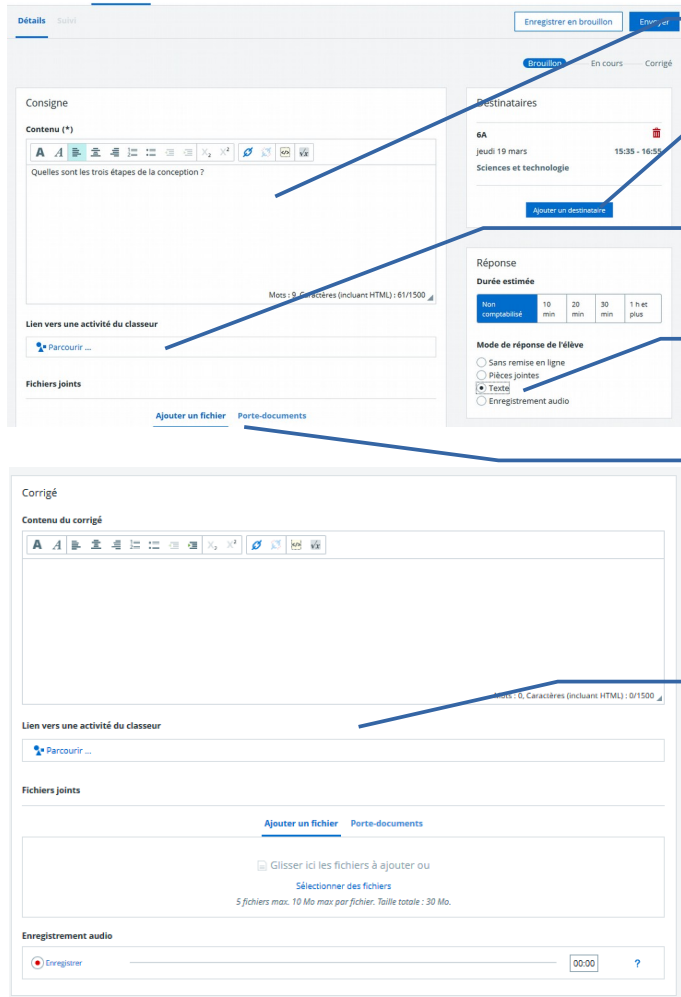 Détails Suivi
Enregistrer en brouillon Envoyer
Brouillon En cours Corrigé
Consigne
Contenu (*)
Quelles sont les trois étapes de la conception ?
Mots : 9, Caractères (incluant HTML) : 61/1500
Lien vers une activité du classeur
Parcourir ...
Fichiers joints
Ajouter un fichier Porte-documents
Destinataires
6A
jeudi 19 mars 15:35 - 16:55
Sciences et technologie
Ajouter un destinataire
Réponse
Durée estimée
Non 10 20 30 1 h et
comptabilisé min min min plus
Mode de réponse de l'élève
Sans remise en ligne
Pièces jointes
Texte
Enregistrement audio
Corrigé
Contenu du corrigé
Mots : 0, Caractères (incluant HTML) : 0/1500
Lien vers une activité du classeur
Parcourir ...
Fichiers joints
Ajouter un fichier Porte-documents
Glisser ici les fichiers à ajouter ou
Sélectionner des fichiers
5 fichiers max. 10 Mo max par fichier. Taille totale : 30 Mo.
Enregistrement audio
Enregistrer 00:00 ?